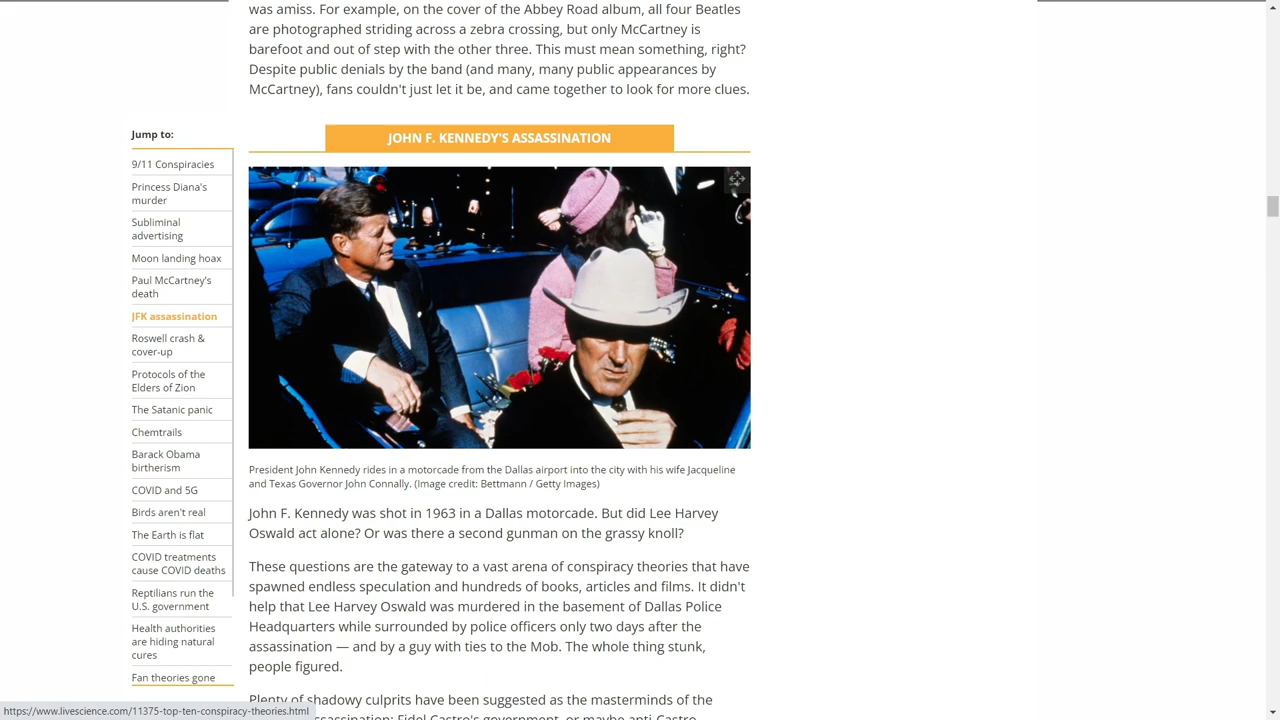 was amiss. For example, on the cover of the Abbey Road album, all four Beatles
are photographed striding across a zebra crossing, but only McCartney is
barefoot and out of step with the other three. This must mean something, right?
Despite public denials by the band (and many, many public appearances by
McCartney), fans couldn't just let it be, and came together to look for more clues.
Jump to:
9/11 Conspiracies
Princess Diana's
murder
Subliminal
advertising
Moon landing hoax
Paul McCartney's
death
JFK assassination
Roswell crash &
cover-up
Protocols of the
Elders of Zion
The Satanic panic
Chemtrails
Barack Obama
birtherism
COVID and 5G
Birds aren't real
The Earth is flat
COVID treatments
cause COVID deaths
Reptilians run the
U.S. government
Health authorities
are hiding natural
cures
Fan theories gone
JOHN F. KENNEDY'S ASSASSINATION
President John Kennedy rides in a motorcade from the Dallas airport into the city with his wife Jacqueline
and Texas Governor John Connally. (Image credit: Bettmann / Getty Images)
John F. Kennedy was shot in 1963 in a Dallas motorcade. But did Lee Harvey
Oswald act alone? Or was there a second gunman on the grassy knoll?
These questions are the gateway to a vast arena of conspiracy theories that have
spawned endless speculation and hundreds of books, articles and films. It didn't
help that Lee Harvey Oswald was murdered in the basement of Dallas Police
Headquarters while surrounded by police officers only two days after the
assassination — and by a guy with ties to the Mob. The whole thing stunk,
people figured.
Plenty of shadowy culprits have been suggested as the masterminds of the
assassination: Fidel Castro's government, or maybe anti-Castro
https://www.livescience.com/11375-top-ten-conspiracy-theories.html